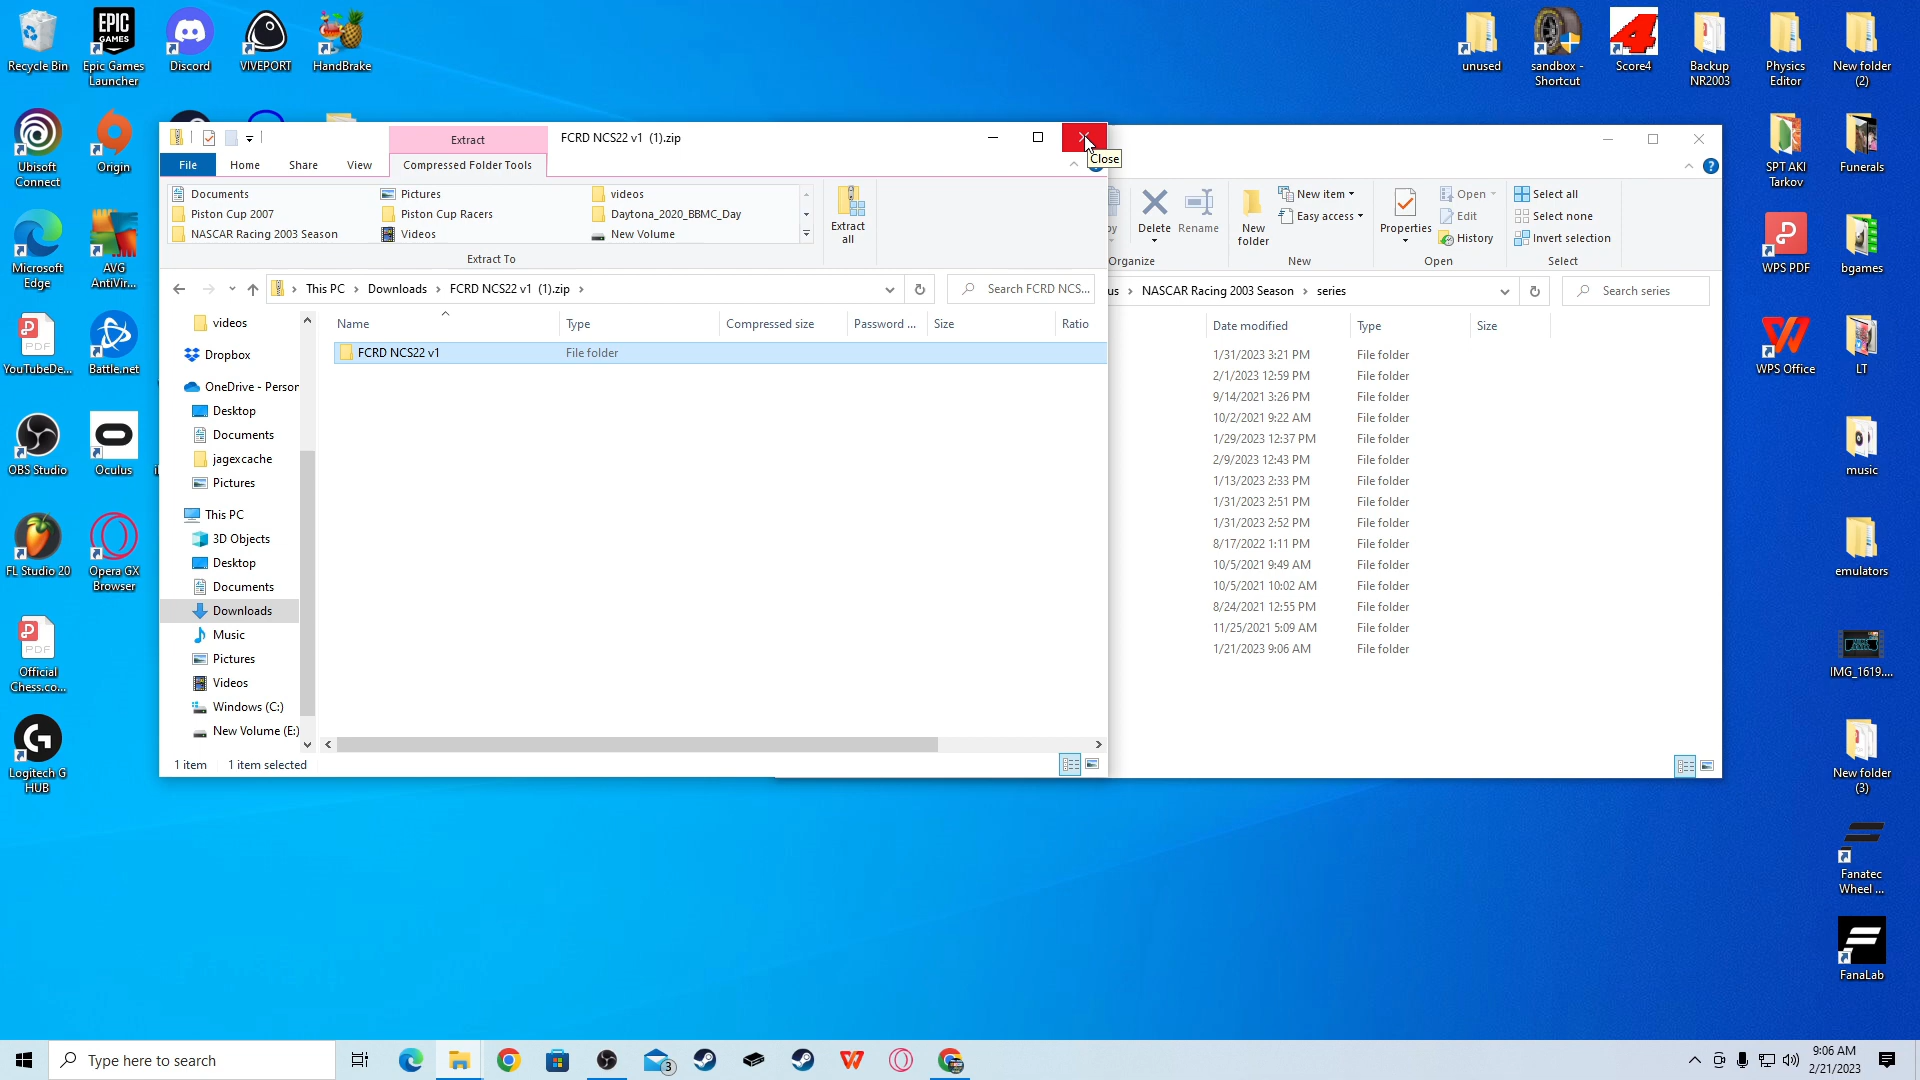 Recycle Bin
Epic Games Launcher
Discord
VIVEPORT
HandBrake
unused
sandbox - Shortcut
Score4
Backup NR2003
Physics Editor
New folder (2)
Ubisoft Connect
Origin
Microsoft Edge
AVG AntiVir...
YouTubeDe...
Battle.net
OBS Studio
Oculus
FL Studio 20
Opera GX Browser
Official Chess.co...
Logitech G HUB
SPT AKI Tarkov
Funerals
WPS PDF
bgames
WPS Office
LT
music
emulators
IMG_1619....
New folder (3)
Fanatec Wheel ...
FanaLab
Extract
FCRD NCS22 v1 (1).zip
Close
File
Home
Share
View
Compressed Folder Tools
Documents
Pictures
videos
Piston Cup 2007
Piston Cup Racers
Daytona_2020_BBMC_Day
NASCAR Racing 2003 Season
Videos
New Volume
Extract all
Extract To
This PC
Downloads
FCRD NCS22 v1 (1).zip
Search FCRD NCS...
Name
Type
Compressed size
Password ...
Size
Ratio
FCRD NCS22 v1
File folder
videos
Dropbox
OneDrive - Person
Desktop
Documents
jagexcache
Pictures
This PC
3D Objects
Desktop
Documents
Downloads
Music
Pictures
Videos
Windows (C:)
New Volume (E:)
1 item
1 item selected
Delete
Rename
New folder
New item
Easy access
Properties
Open
Edit
History
Select all
Select none
Invert selection
Organize
New
Open
Select
us
NASCAR Racing 2003 Season
series
Search series
Date modified
Type
Size
1/31/2023 3:21 PM File folder
2/1/2023 12:59 PM File folder
9/14/2021 3:26 PM File folder
10/2/2021 9:22 AM File folder
1/29/2023 12:37 PM File folder
2/9/2023 12:43 PM File folder
1/13/2023 2:33 PM File folder
1/31/2023 2:51 PM File folder
1/31/2023 2:52 PM File folder
8/17/2022 1:11 PM File folder
10/5/2021 9:49 AM File folder
10/5/2021 10:02 AM File folder
8/24/2021 12:55 PM File folder
11/25/2021 5:09 AM File folder
1/21/2023 9:06 AM File folder
Type here to search
3
9:06 AM
2/21/2023